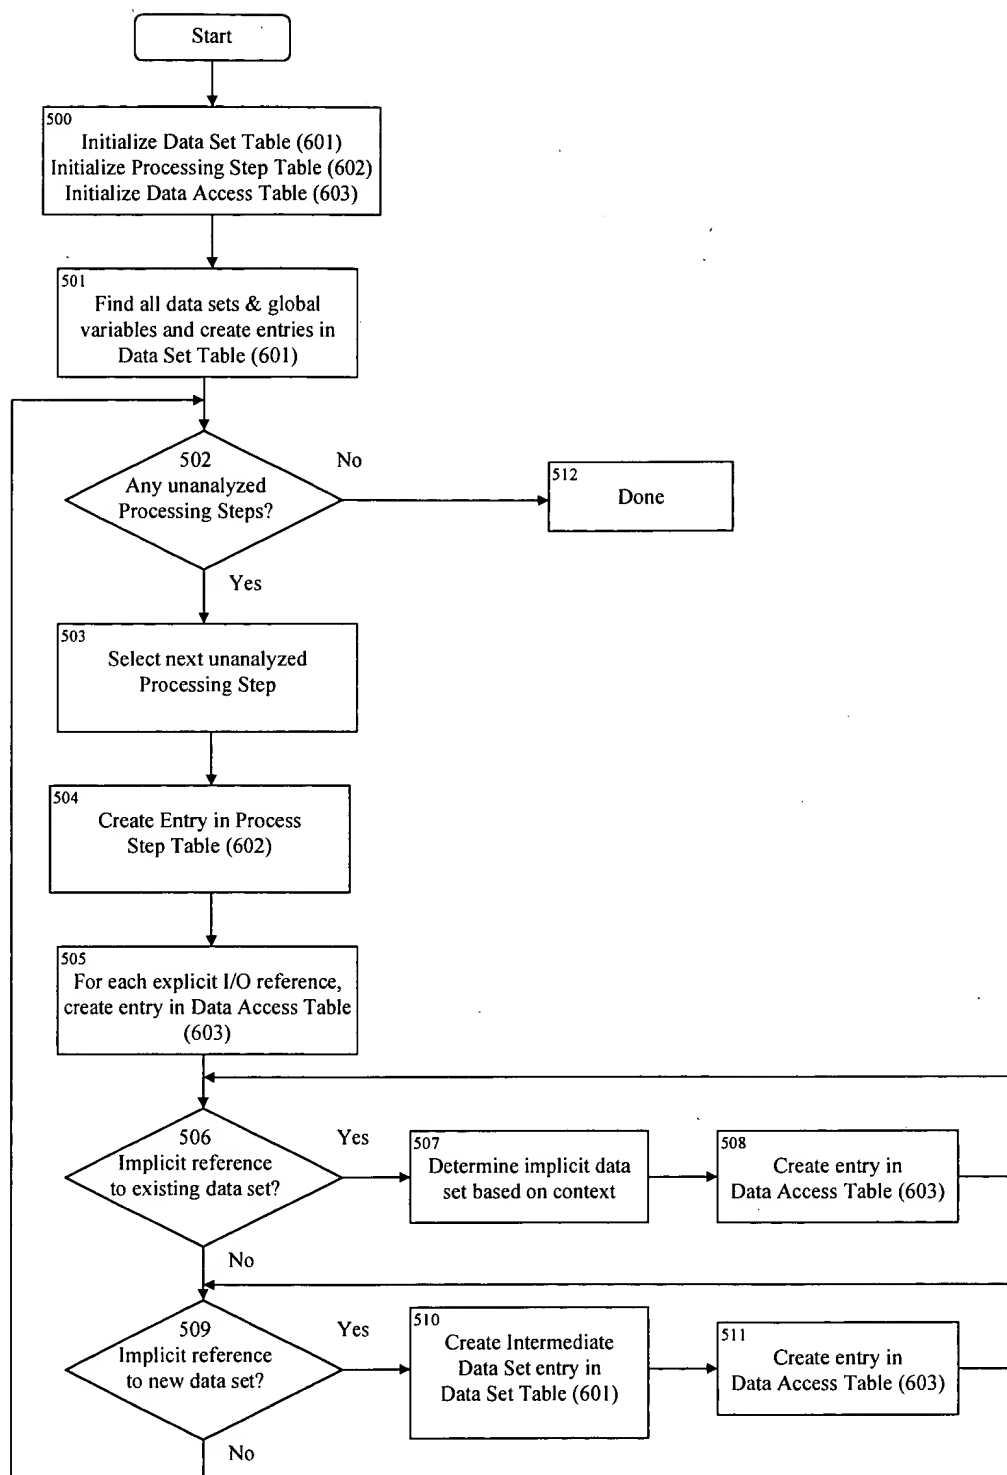 Start
500
Initialize Data Set Table (601)
Initialize Processing Step Table (602)
Initialize Data Access Table (603)
501
Find all data sets & global
variables and create entries in
Data Set Table (601)
502
Any unanalyzed
Processing Steps?
No
512
Done
Yes
503
Select next unanalyzed
Processing Step
504
Create Entry in Process
Step Table (602)
505
For each explicit I/O reference,
create entry in Data Access Table
(603)
506
Implicit reference
to existing data set?
Yes
507
Determine implicit data
set based on context
508
Create entry in
Data Access Table (603)
No
509
Implicit reference
to new data set?
Yes
510
Create Intermediate
Data Set entry in
Data Set Table (601)
511
Create entry in
Data Access Table (603)
No